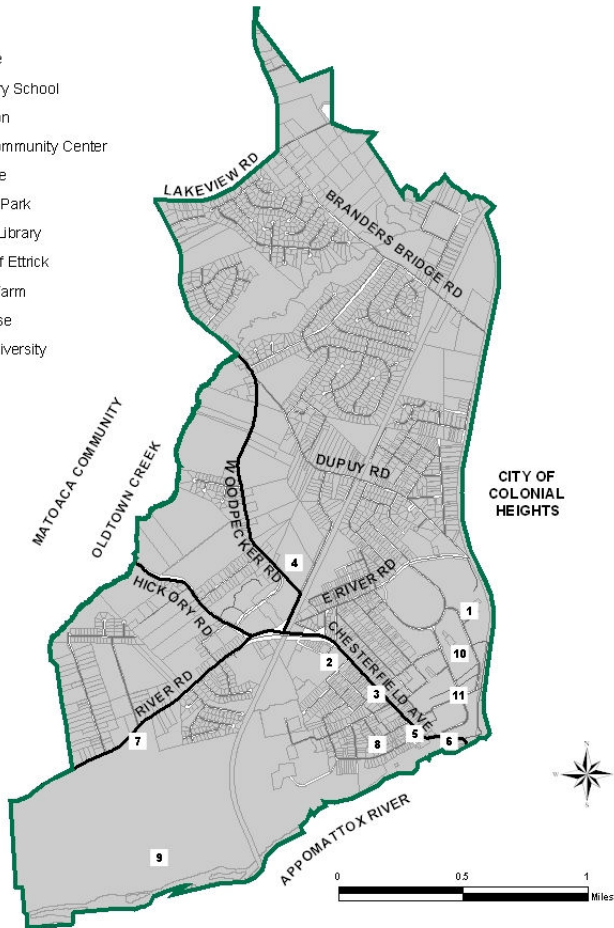 ry School
n
mmunity Center
e
Park
Library
f Ettrick
arm
se
iversity
LAKEVIEW RD
BRANDERS BRIDGE RD
MATOACA COMMUNITY
OLDTOWN CREEK
WOODPECKER RD
DUPUY RD
CITY OF
COLONIAL
HEIGHTS
4
HICKORY RD
E RIVER RD
1
CHESTERFIELD AVE
2
10
RIVER RD
3
11
7
5
6
8
APPOMATTOX RIVER
N
W
E
S
9
0
0.5
1
Miles